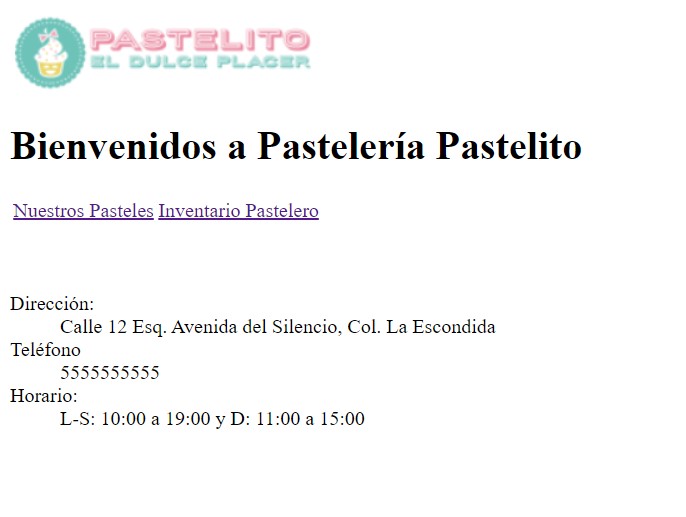 PASTELITO
EL DULCE PLACER
Bienvenidos a Pastelería Pastelito
Nuestros Pasteles Inventario Pastelero
Dirección:
Calle 12 Esq. Avenida del Silencio, Col. La Escondida
Teléfono
5555555555
Horario:
L-S: 10:00 a 19:00 y D: 11:00 a 15:00